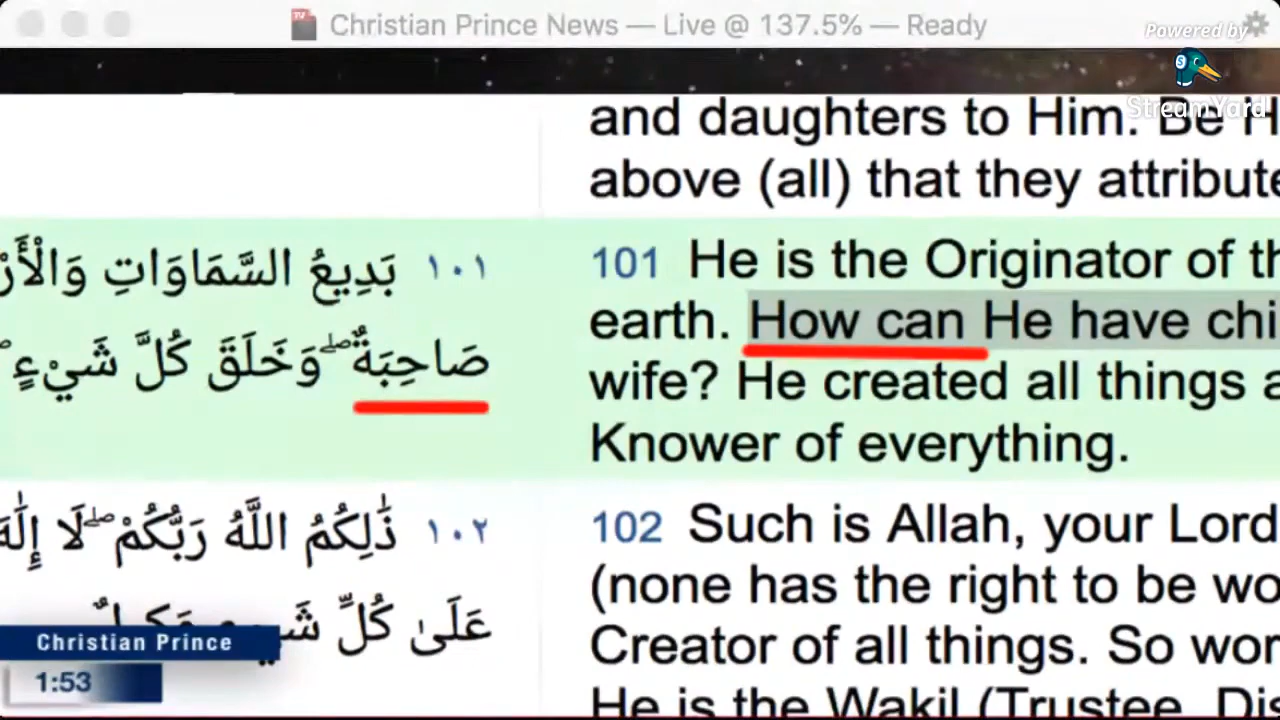 Christian Prince News — Live @ 137.5% — Ready
Powered by
StreamYard
and daughters to Him. Be H
above (all) that they attribute
١٠١ بَدِيعُ السَّمَاوَاتِ وَالْأَرْ
صَاحِبَةٌ ۖ وَخَلَقَ كُلَّ شَيْءٍ ۖ
101 He is the Originator of th
earth. How can He have chi
wife? He created all things a
Knower of everything.
١٠٢ ذَٰلِكُمُ اللَّهُ رَبُّكُمْ ۖ لَا إِلَٰهَ
عَلَىٰ كُلِّ
102 Such is Allah, your Lord
(none has the right to be wo
Creator of all things. So wor
He is the Wakil (Trustee, Dis
Christian Prince
1:53